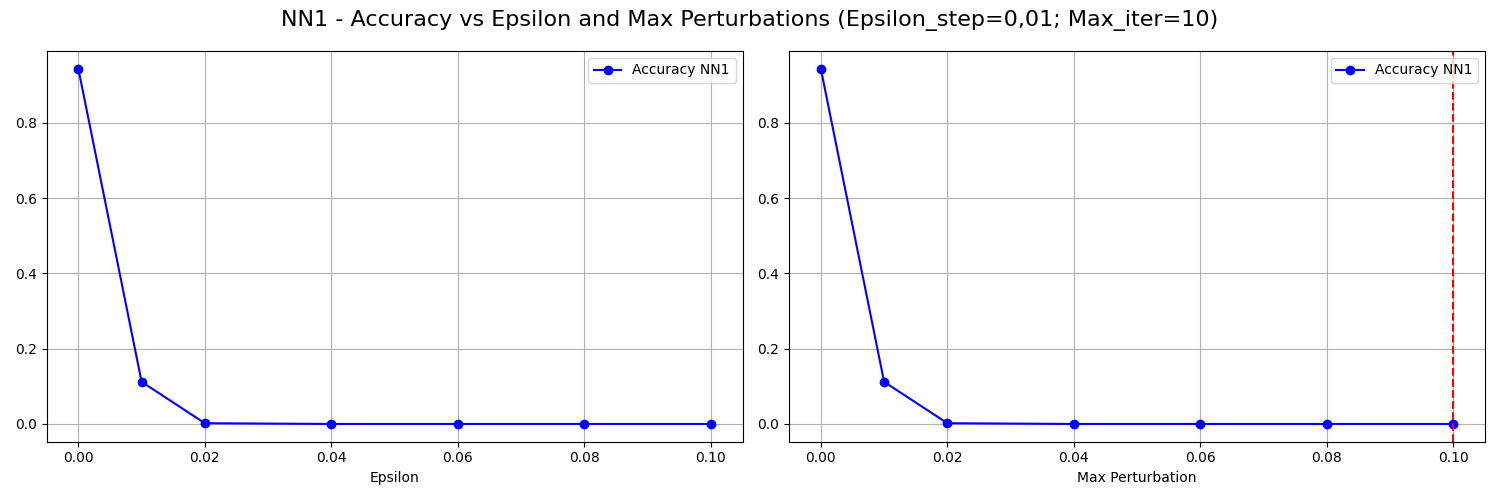 NN1 - Accuracy vs Epsilon and Max Perturbations (Epsilon_step=0,01; Max_iter=10)
Accuracy NN1
0.8
0.6
0.4
0.2
0.0
0.00 0.02 0.04 0.06 0.08 0.10
Epsilon
Accuracy NN1
0.8
0.6
0.4
0.2
0.0
0.00 0.02 0.04 0.06 0.08 0.10
Max Perturbation